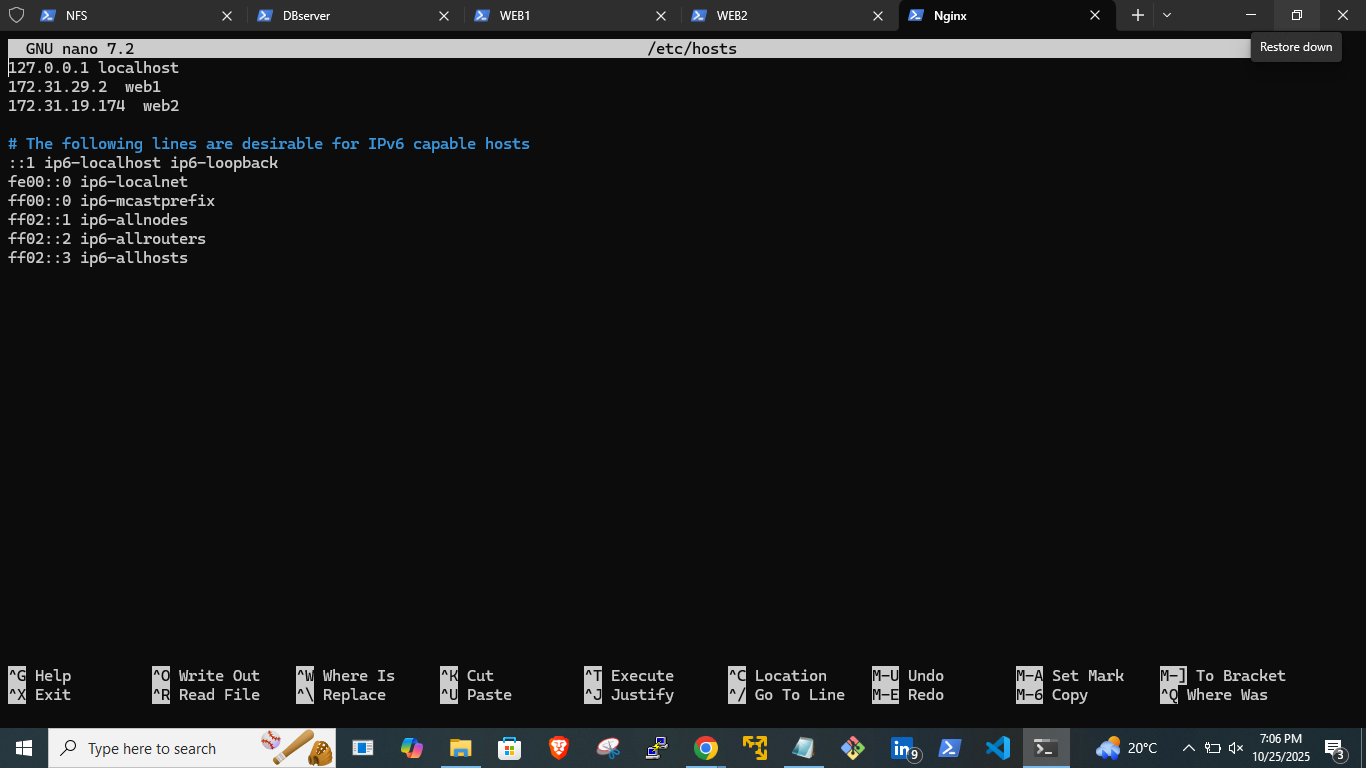 NFS DBserver WEB1 WEB2 Nginx
GNU nano 7.2 /etc/hosts
Restore down
127.0.0.1 localhost
172.31.29.2  web1
172.31.19.174  web2
# The following lines are desirable for IPv6 capable hosts
::1 ip6-localhost ip6-loopback
fe00::0 ip6-localnet
ff00::0 ip6-mcastprefix
ff02::1 ip6-allnodes
ff02::2 ip6-allrouters
ff02::3 ip6-allhosts
^G Help ^O Write Out ^W Where Is ^K Cut ^T Execute ^C Location M-U Undo M-A Set Mark M-] To Bracket
^X Exit ^R Read File ^\ Replace ^U Paste ^J Justify ^/ Go To Line M-E Redo M-6 Copy ^Q Where Was
Type here to search
in 9
20°C
7:06 PM
10/25/2025
3